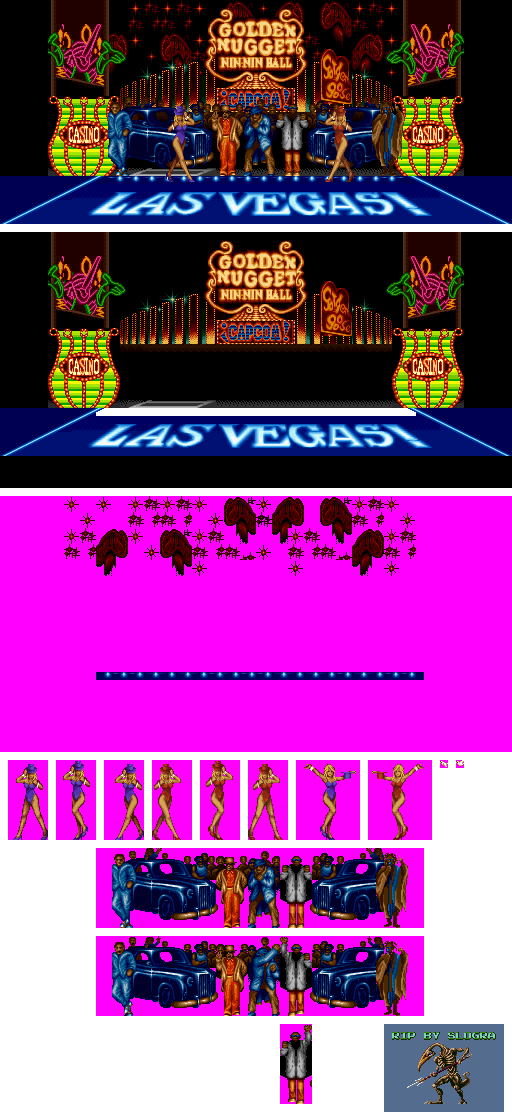 GOLDEN
NUGGET
NIN-NIN BALL
CAPCOM
CASINO
CASINO
LAS VEGAS!
GOLDEN
NUGGET
NIN-NIN BALL
CAPCOM
CASINO
CASINO
LAS VEGAS!
RIP BY SLUGRA